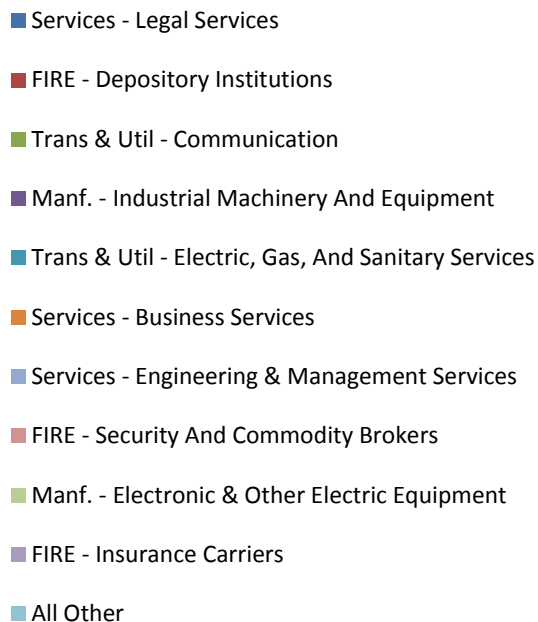 Services - Legal Services
FIRE - Depository Institutions
Trans & Util - Communication
Manf. - Industrial Machinery And Equipment
Trans & Util - Electric, Gas, And Sanitary Services
Services - Business Services
Services - Engineering & Management Services
FIRE - Security And Commodity Brokers
Manf. - Electronic & Other Electric Equipment
FIRE - Insurance Carriers
All Other